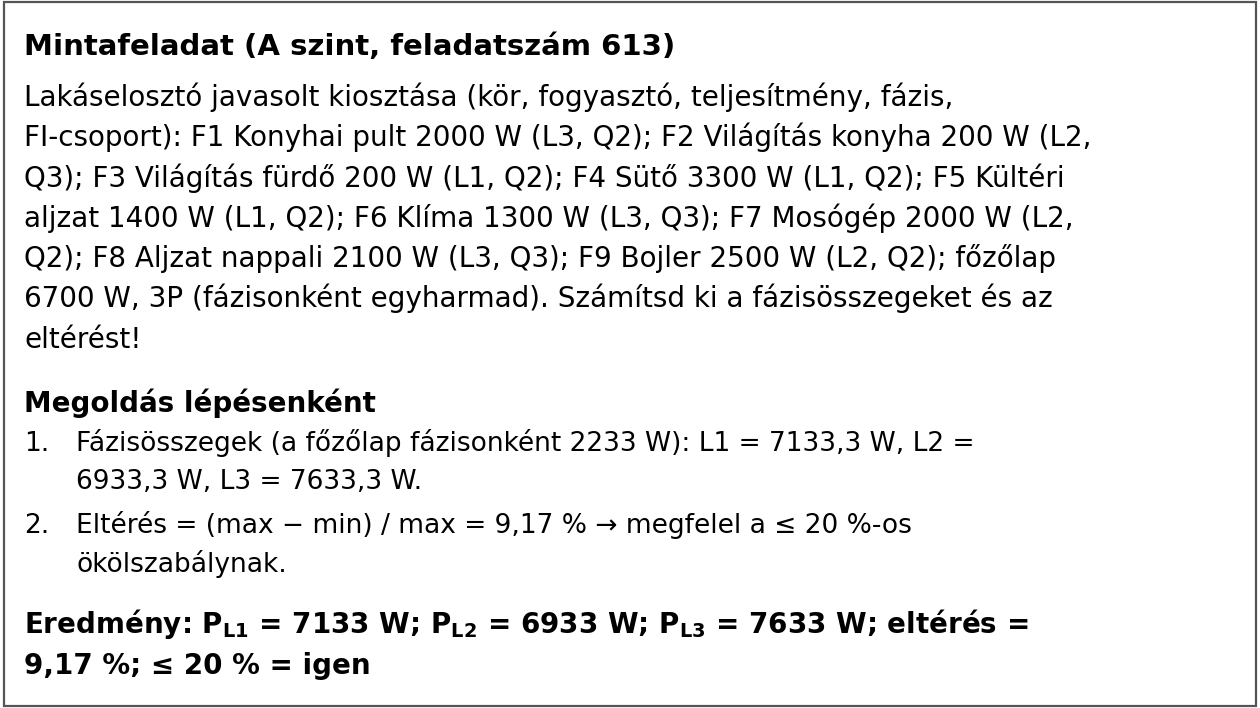 Mintafeladat (A szint, feladatszám 613)
Lakáselosztó javasolt kiosztása (kör, fogyasztó, teljesítmény, fázis,
FI-csoport): F1 Konyhai pult 2000 W (L3, Q2); F2 Világítás konyha 200 W (L2,
Q3); F3 Világítás fürdő 200 W (L1, Q2); F4 Sütő 3300 W (L1, Q2); F5 Kültéri
aljzat 1400 W (L1, Q2); F6 Klíma 1300 W (L3, Q3); F7 Mosógép 2000 W (L2,
Q2); F8 Aljzat nappali 2100 W (L3, Q3); F9 Bojler 2500 W (L2, Q2); főzőlap
6700 W, 3P (fázisonként egyharmad). Számítsd ki a fázisösszegeket és az
eltérést!
Megoldás lépésenként
1. Fázisösszegek (a főzőlap fázisonként 2233 W): L1 = 7133,3 W, L2 =
6933,3 W, L3 = 7633,3 W.
2. Eltérés = (max − min) / max = 9,17 % → megfelel a ≤ 20 %-os
ökölszabálynak.
Eredmény: P_L1 = 7133 W; P_L2 = 6933 W; P_L3 = 7633 W; eltérés =
9,17 %; ≤ 20 % = igen